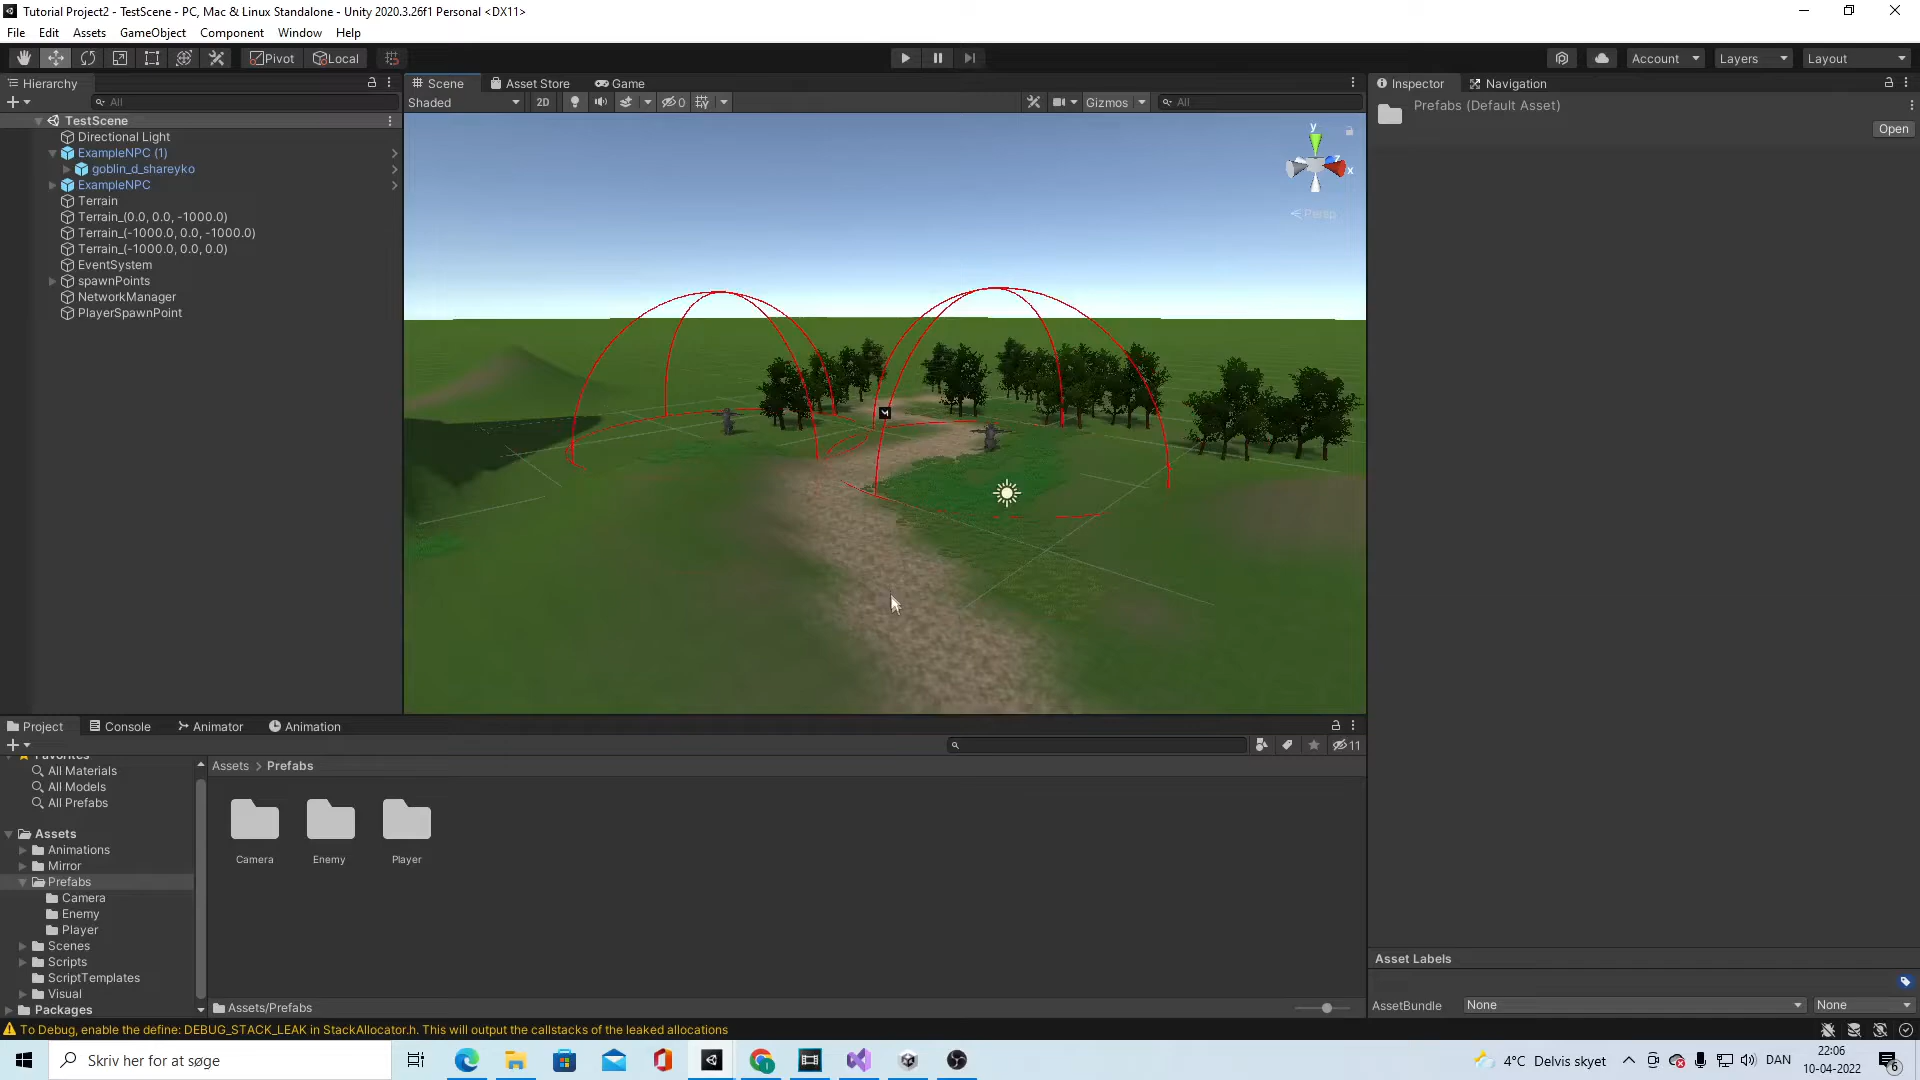 Tutorial Project2 - TestScene - PC, Mac & Linux Standalone - Unity 2020.3.26f1 Personal <DX11>
File Edit Assets GameObject Component Window Help
Pivot Local Account Layers Layout
Hierarchy
All
TestScene
Directional Light
ExampleNPC (1)
goblin_d_shareyko
ExampleNPC
Terrain
Terrain_(0.0, 0.0, -1000.0)
Terrain_(-1000.0, 0.0, -1000.0)
Terrain_(-1000.0, 0.0, 0.0)
EventSystem
spawnPoints
NetworkManager
PlayerSpawnPoint
Scene Asset Store Game
Shaded 2D 0 Gizmos All
y
z
x
Persp
Inspector Navigation
Prefabs (Default Asset)
Open
Project Console Animator Animation
11
Favorites
All Materials
All Models
All Prefabs
Assets
Animations
Mirror
Prefabs
Camera
Enemy
Player
Scenes
Scripts
ScriptTemplates
Visual
Packages
Assets > Prefabs
Camera Enemy Player
Assets/Prefabs
Asset Labels
AssetBundle None None
To Debug, enable the define: DEBUG_STACK_LEAK in StackAllocator.h. This will output the callstacks of the leaked allocations
Skriv her for at søge
4°C Delvis skyet
DAN
22:06
10-04-2022
6